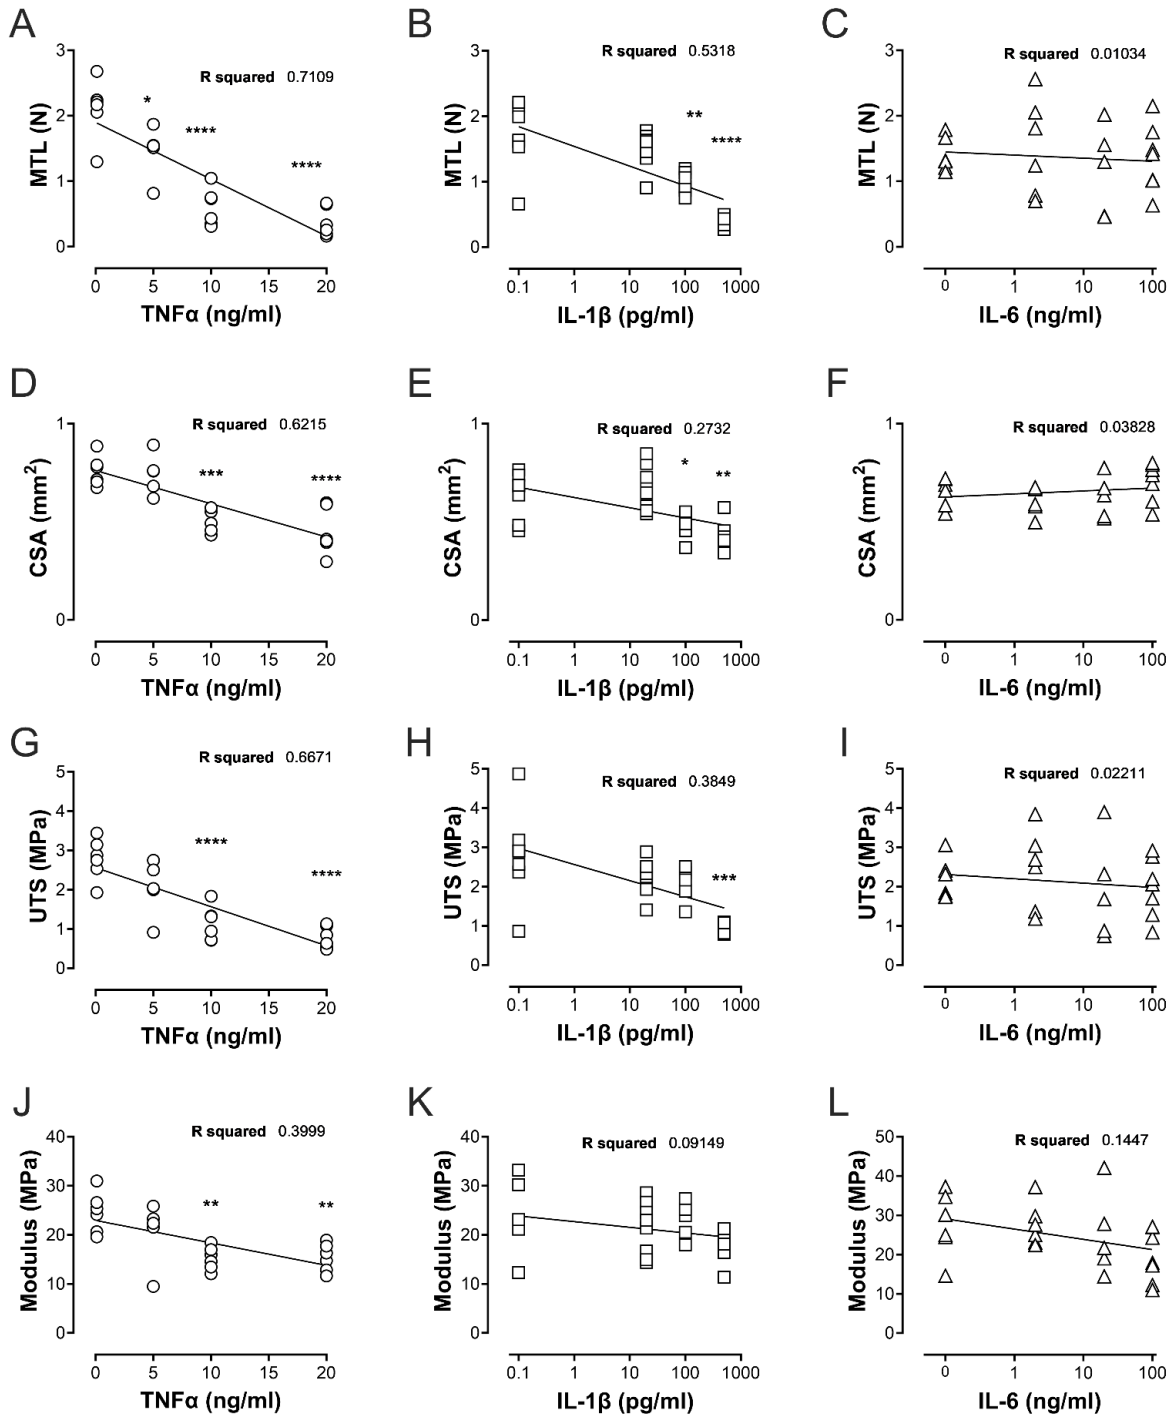 A
B
C
R squared 0.7109
R squared 0.5318
R squared 0.01034
MTL (N)
3
2
1
0
*
****
****
0 5 10 15 20
TNFα (ng/ml)
MTL (N)
3
2
1
0
**
****
0.1 1 10 100 1000
IL-1β (pg/ml)
MTL (N)
3
2
1
0
0 1 10 100
IL-6 (ng/ml)
D
E
F
R squared 0.6215
R squared 0.2732
R squared 0.03828
CSA (mm²)
1
0
***
****
0 5 10 15 20
TNFα (ng/ml)
CSA (mm²)
1
0
*
**
0.1 1 10 100 1000
IL-1β (pg/ml)
CSA (mm²)
1
0
0 1 10 100
IL-6 (ng/ml)
G
H
I
R squared 0.6671
R squared 0.3849
R squared 0.02211
UTS (MPa)
5
4
3
2
1
0
****
****
0 5 10 15 20
TNFα (ng/ml)
UTS (MPa)
5
4
3
2
1
0
***
0.1 1 10 100 1000
IL-1β (pg/ml)
UTS (MPa)
5
4
3
2
1
0
0 1 10 100
IL-6 (ng/ml)
J
K
L
R squared 0.3999
R squared 0.09149
R squared 0.1447
Modulus (MPa)
40
30
20
10
0
**
**
0 5 10 15 20
TNFα (ng/ml)
Modulus (MPa)
40
30
20
10
0
0.1 1 10 100 1000
IL-1β (pg/ml)
Modulus (MPa)
50
40
30
20
10
0
0 1 10 100
IL-6 (ng/ml)